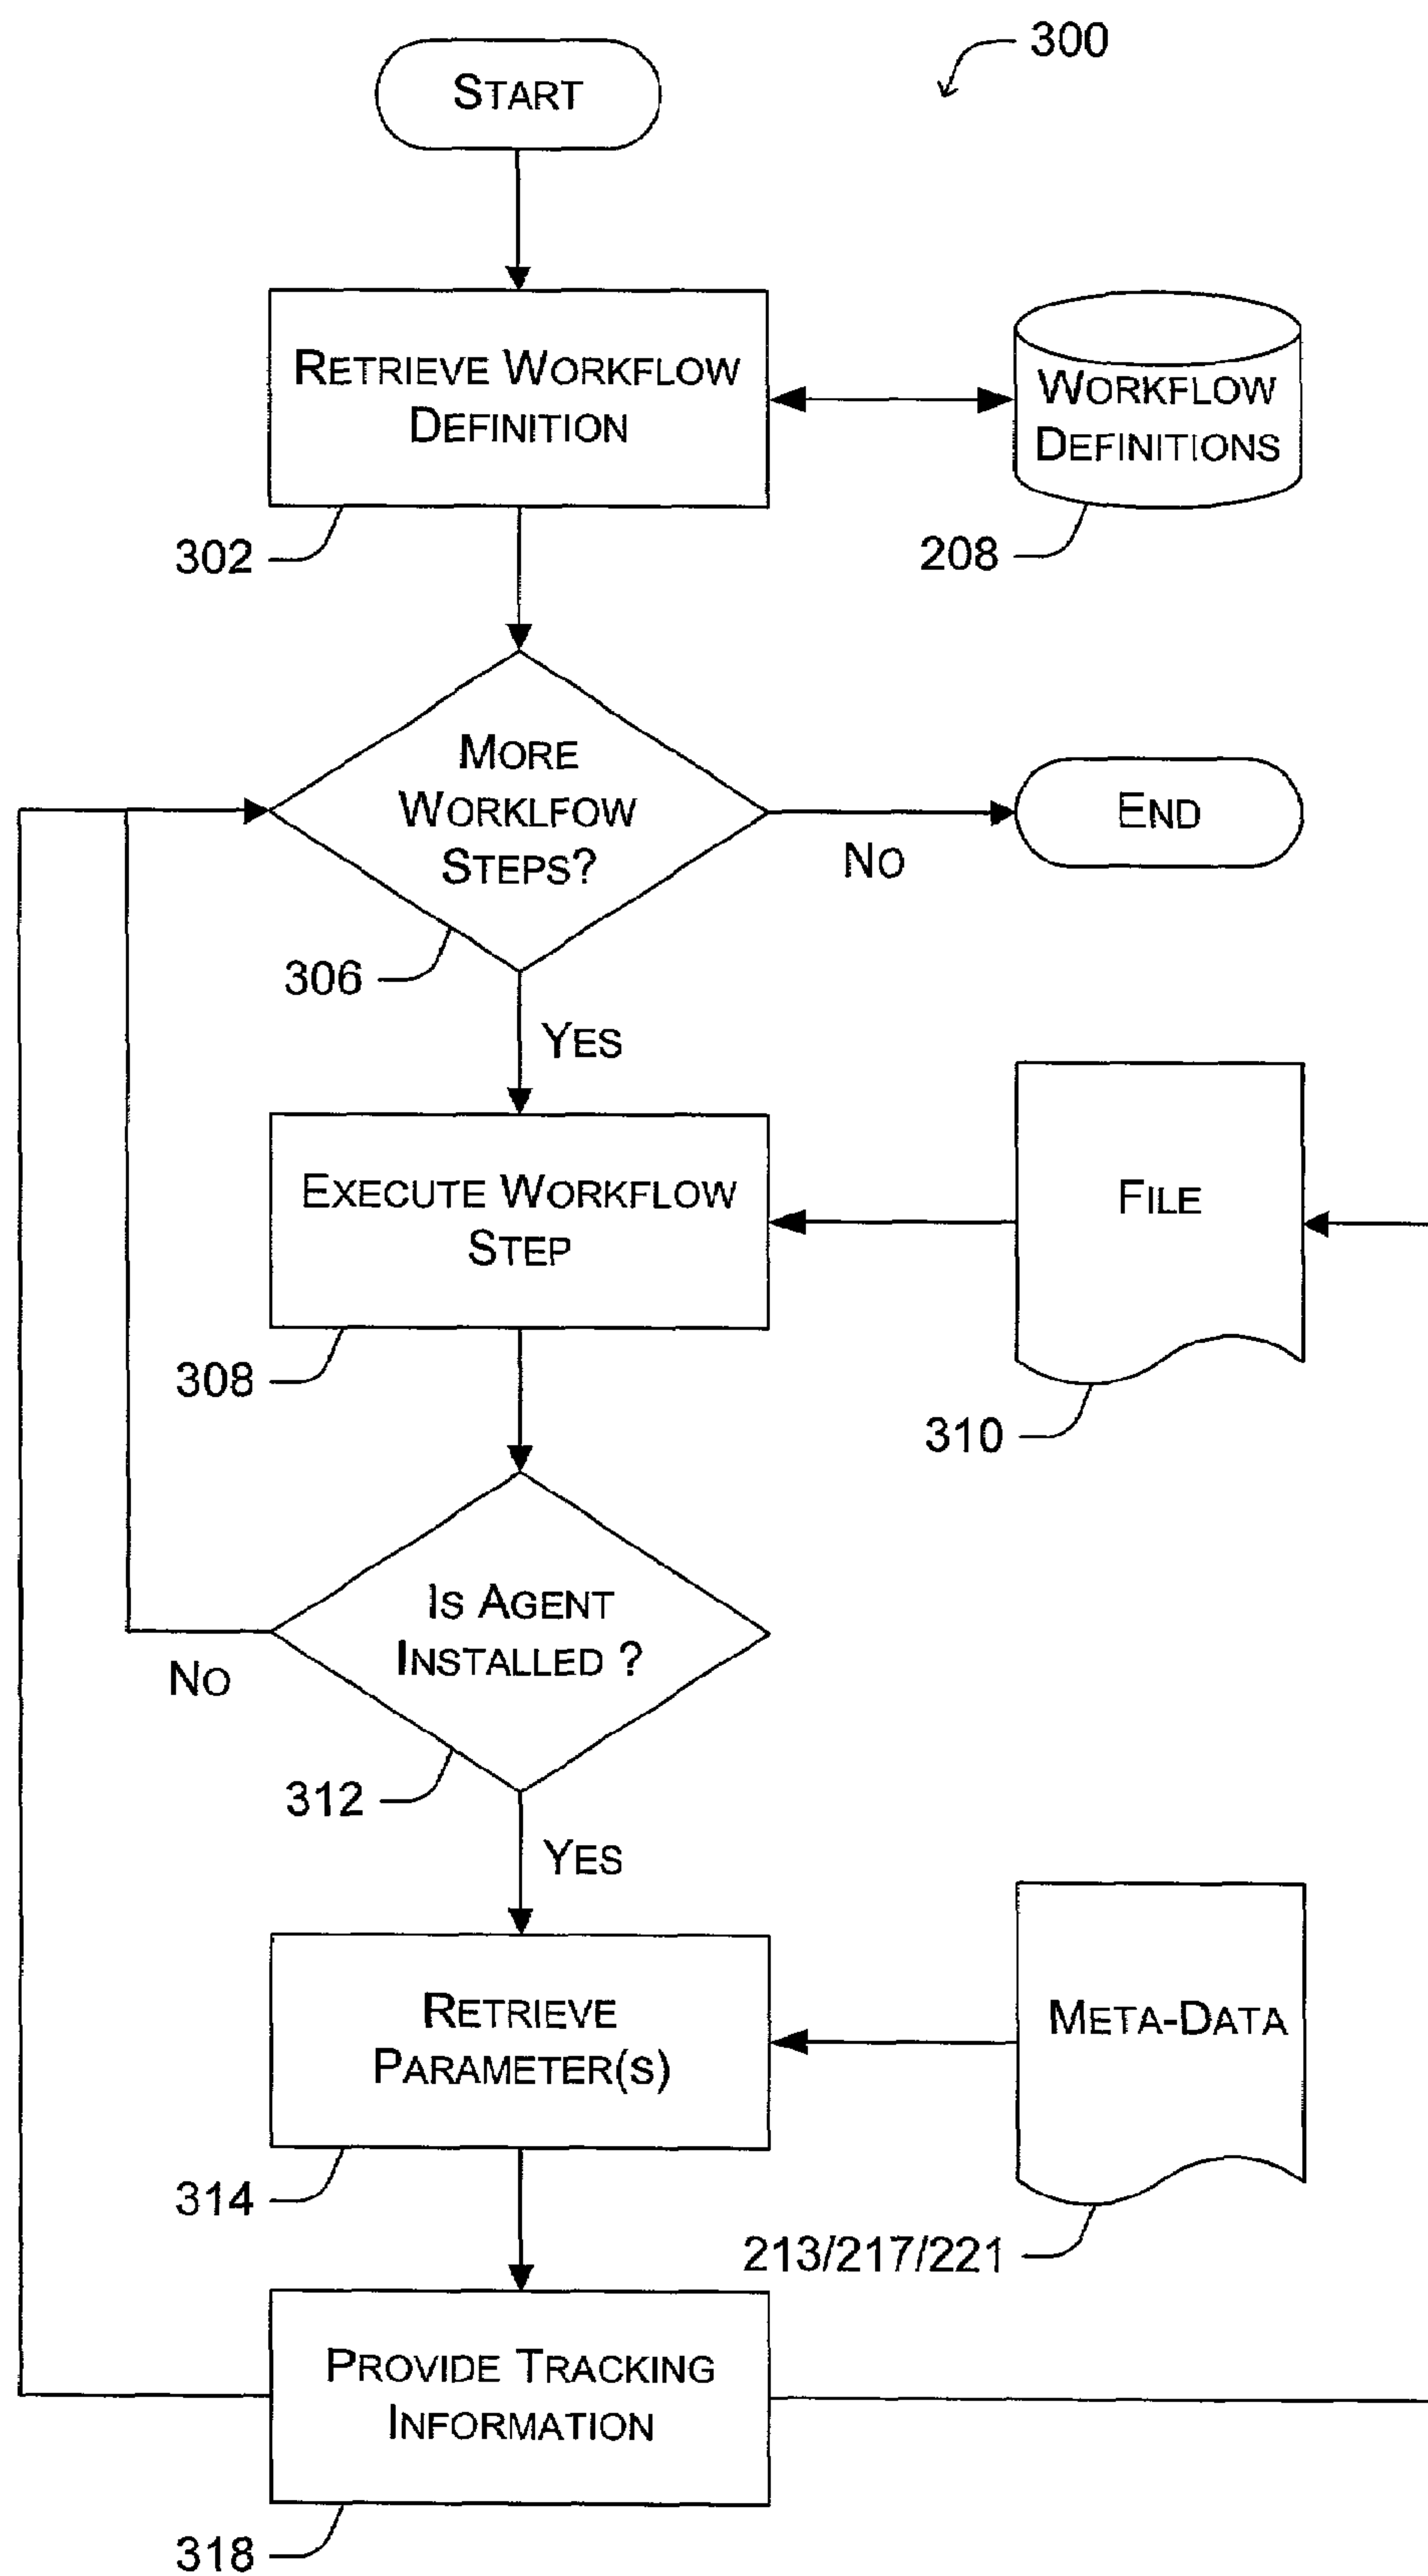 300
START
RETRIEVE WORKFLOW
DEFINITION
302
WORKFLOW
DEFINITIONS
208
MORE
WORKLFOW
STEPS?
306
NO
END
YES
EXECUTE WORKFLOW
STEP
308
FILE
310
IS AGENT
INSTALLED ?
312
NO
YES
RETRIEVE
PARAMETER(S)
314
META-DATA
213/217/221
PROVIDE TRACKING
INFORMATION
318